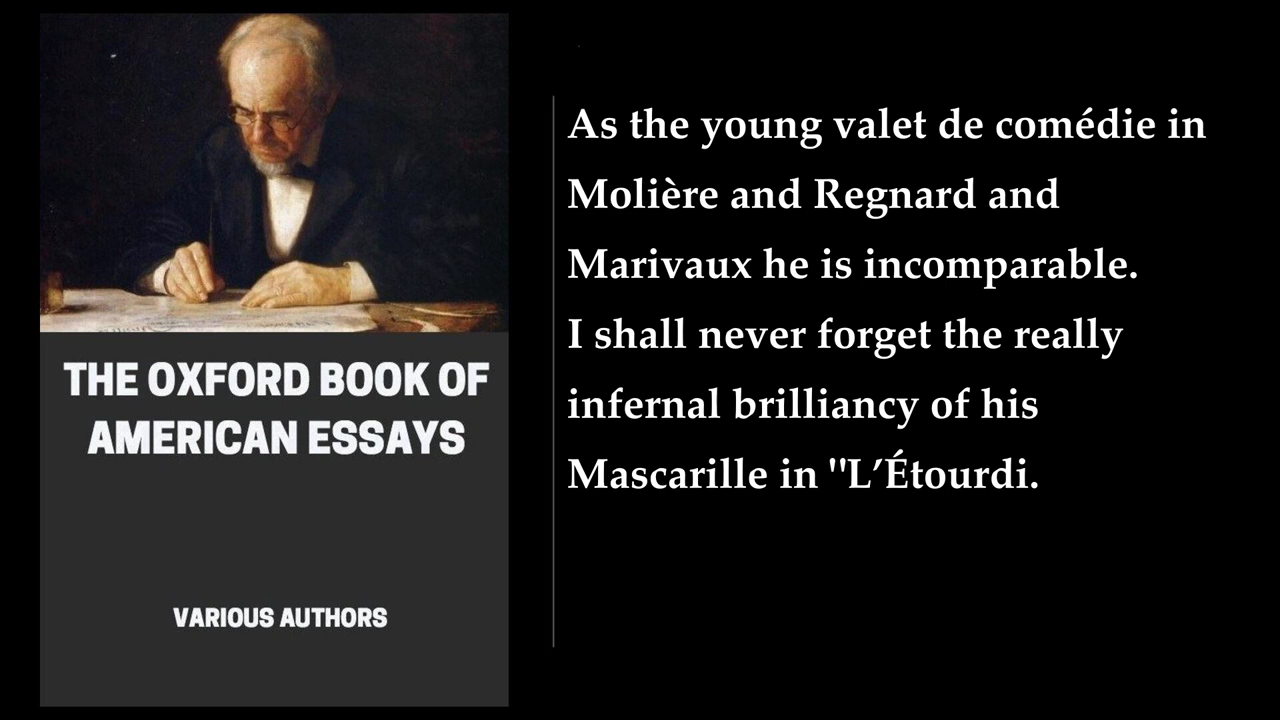 THE OXFORD BOOK OF
AMERICAN ESSAYS
VARIOUS AUTHORS
As the young valet de comédie in
Molière and Regnard and
Marivaux he is incomparable.
I shall never forget the really
infernal brilliancy of his
Mascarille in "L’Étourdi.